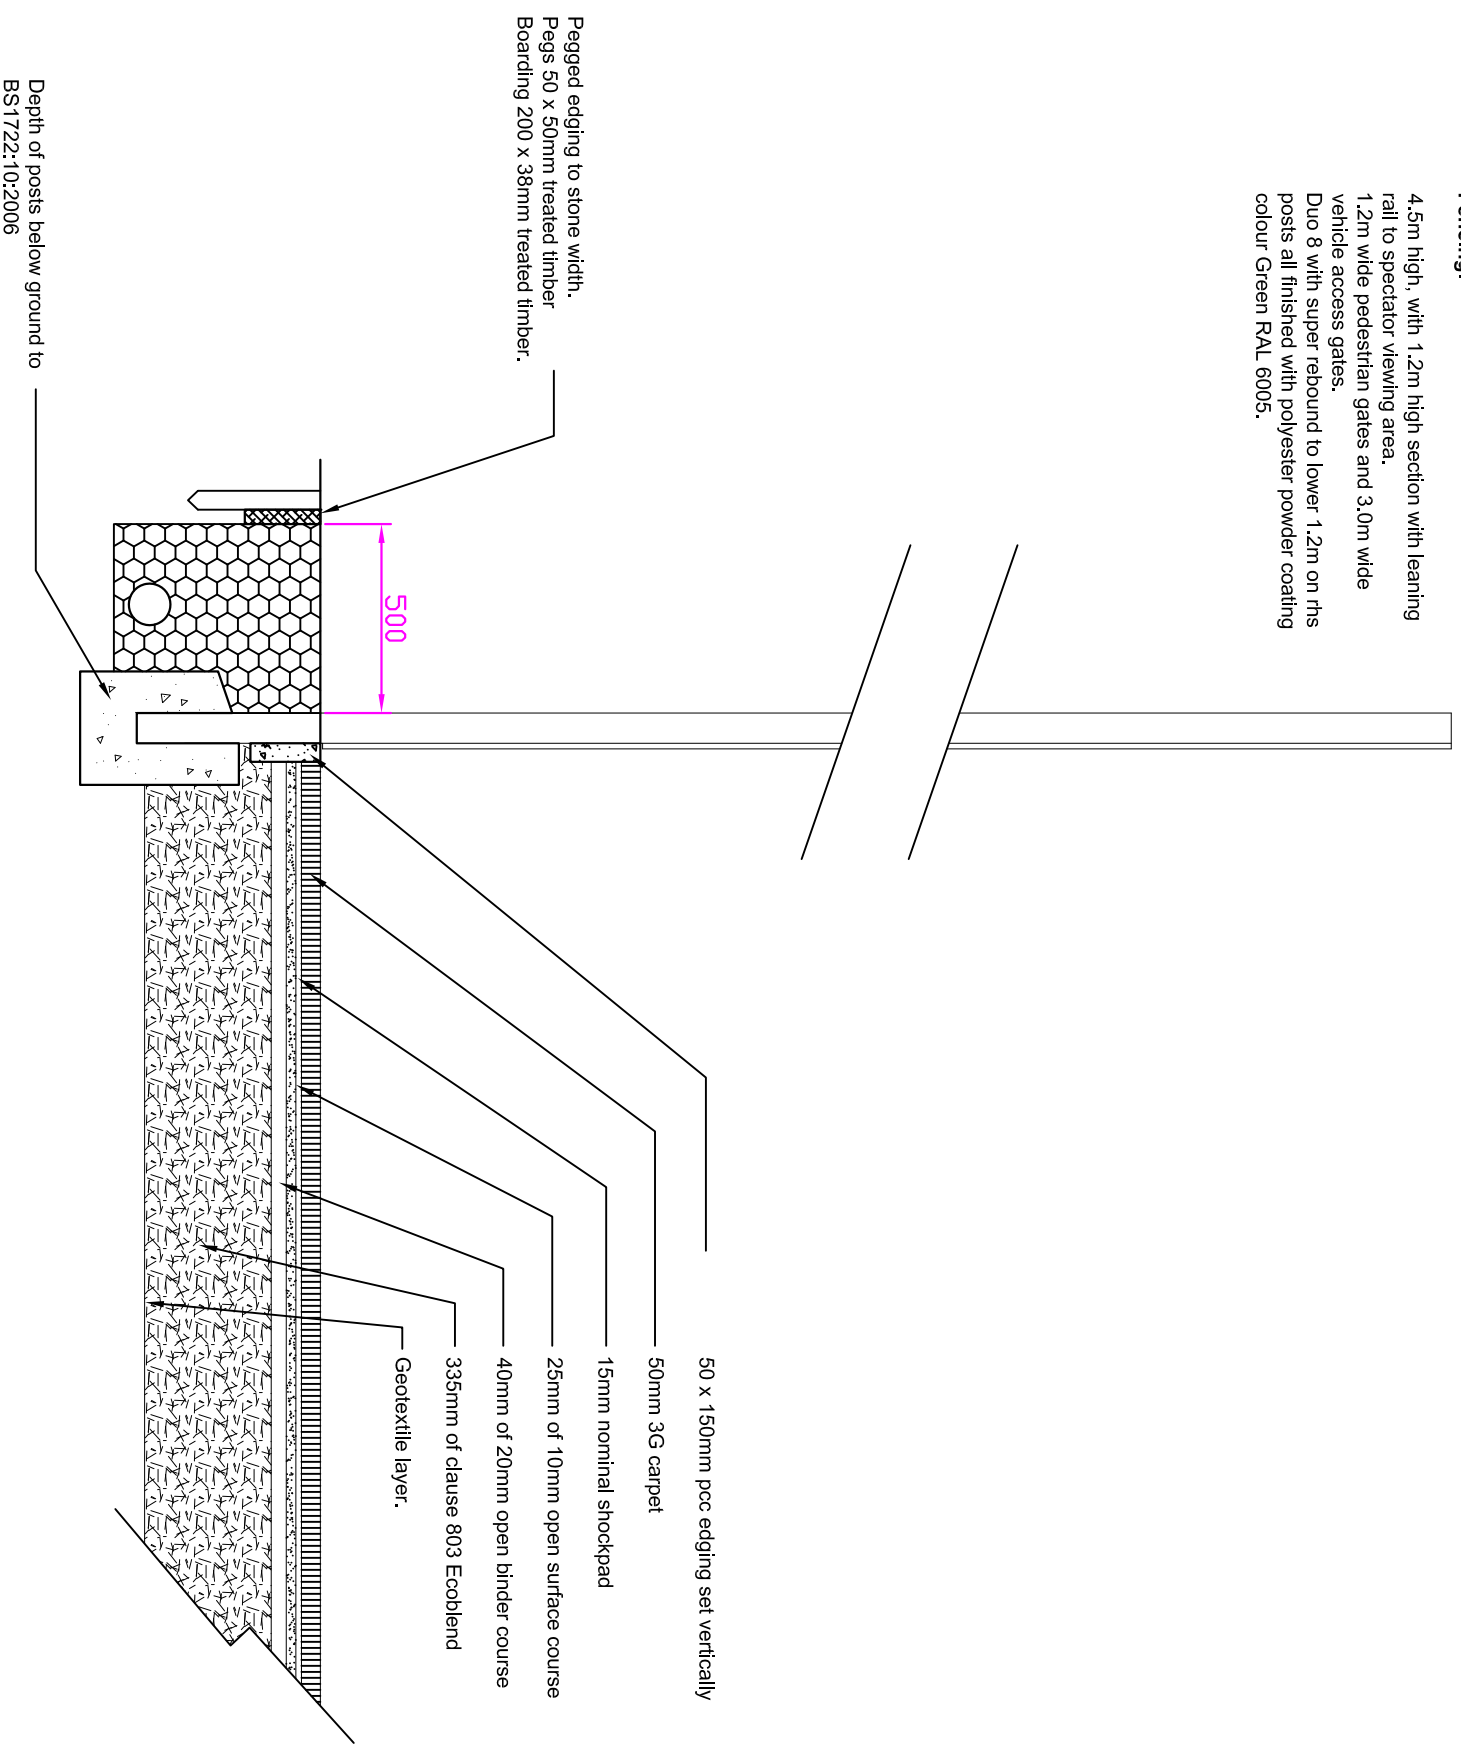 Fencing:
4.5m high, with 1.2m high section with leaning
rail to spectator viewing area.
1.2m wide pedestrian gates and 3.0m wide
vehicle access gates.
Duo 8 with super rebound to lower 1.2m on rhs
posts all finished with polyester powder coating
colour Green RAL 6005.
50 x 150mm pcc edging set vertically
50mm 3G carpet
15mm nominal shockpad
25mm of 10mm open surface course
40mm of 20mm open binder course
335mm of clause 803 Ecoblend
Geotextile layer.
Pegged edging to stone width.
Pegs 50 x 50mm treated timber
Boarding 200 x 38mm treated timber.
500
Depth of posts below ground to
BS1722:10:2006